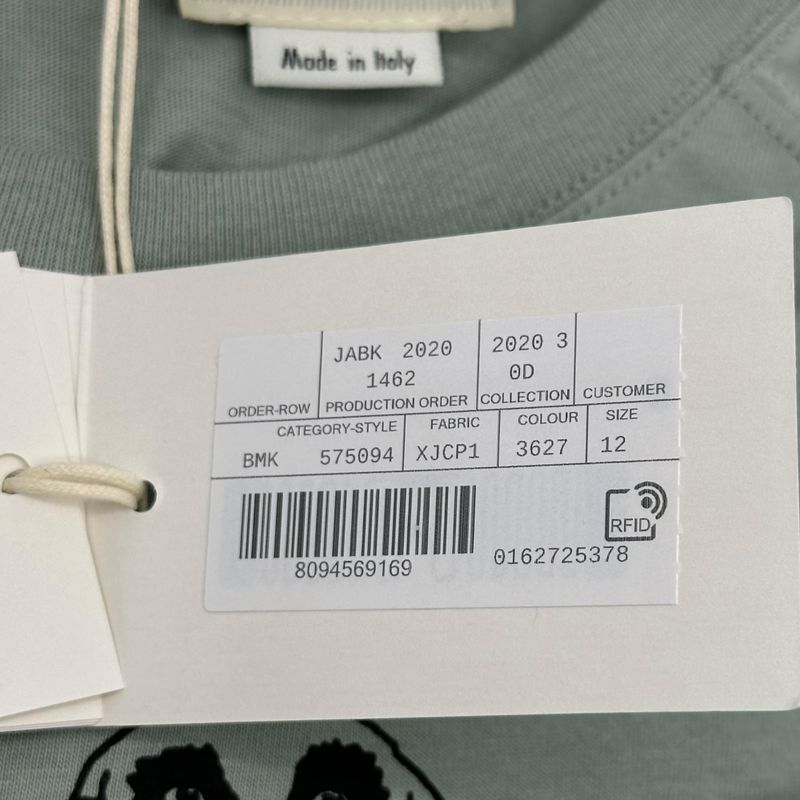 Made in Italy
JABK 2020 2020 3
1462 0D
ORDER-ROW PRODUCTION ORDER COLLECTION CUSTOMER
CATEGORY-STYLE FABRIC COLOUR SIZE
BMK 575094 XJCP1 3627 12
RFID
8094569169 0162725378